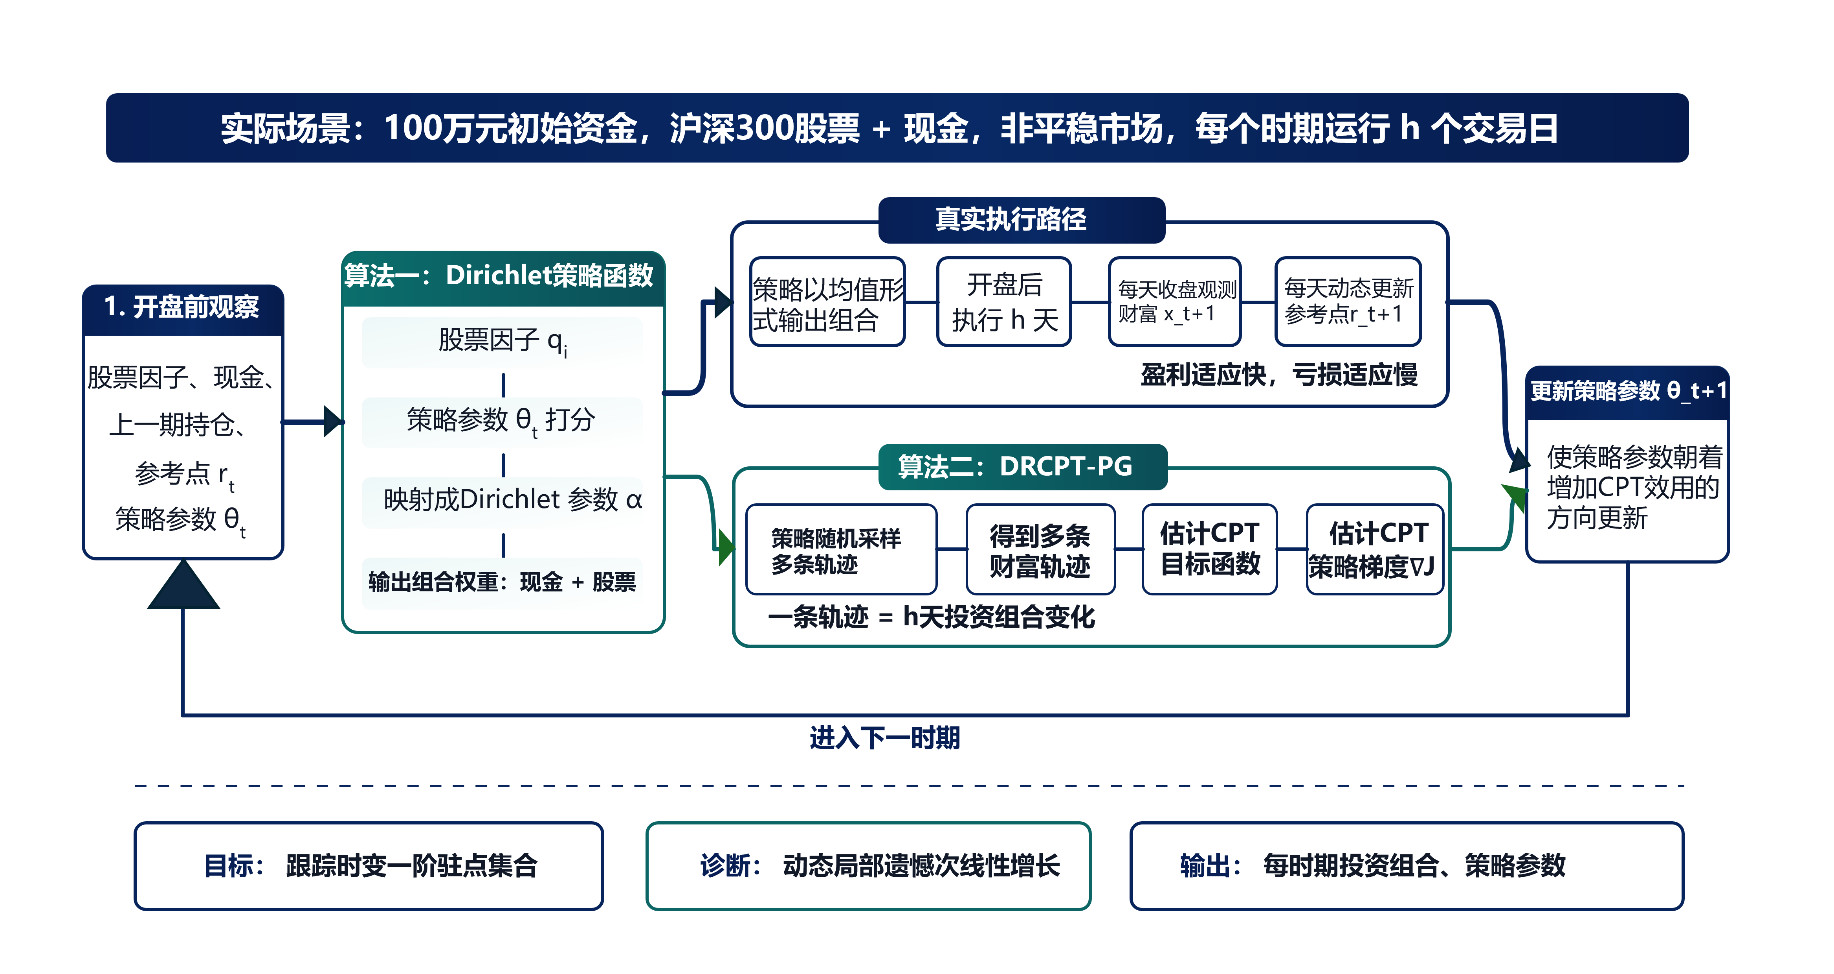 实际场景：100万元初始资金，沪深300股票 + 现金，非平稳市场，每个时期运行 h 个交易日
1. 开盘前观察
股票因子、现金、
上一期持仓、
参考点 r_t
策略参数 θ_t
算法一：Dirichlet策略函数
股票因子 q_i
策略参数 θ_t 打分
映射成Dirichlet 参数 α
输出组合权重：现金 + 股票
真实执行路径
策略以均值形
式输出组合
开盘后
执行 h 天
每天收盘观测
财富 x_t+1
每天动态更新
参考点r_t+1
盈利适应快，亏损适应慢
算法二：DRCPT-PG
策略随机采样
多条轨迹
得到多条
财富轨迹
估计CPT
目标函数
估计CPT
策略梯度∇J
一条轨迹 = h天投资组合变化
更新策略参数 θ_t+1
使策略参数朝着
增加CPT效用的
方向更新
进入下一时期
目标： 跟踪时变一阶驻点集合
诊断： 动态局部遗憾次线性增长
输出： 每时期投资组合、策略参数